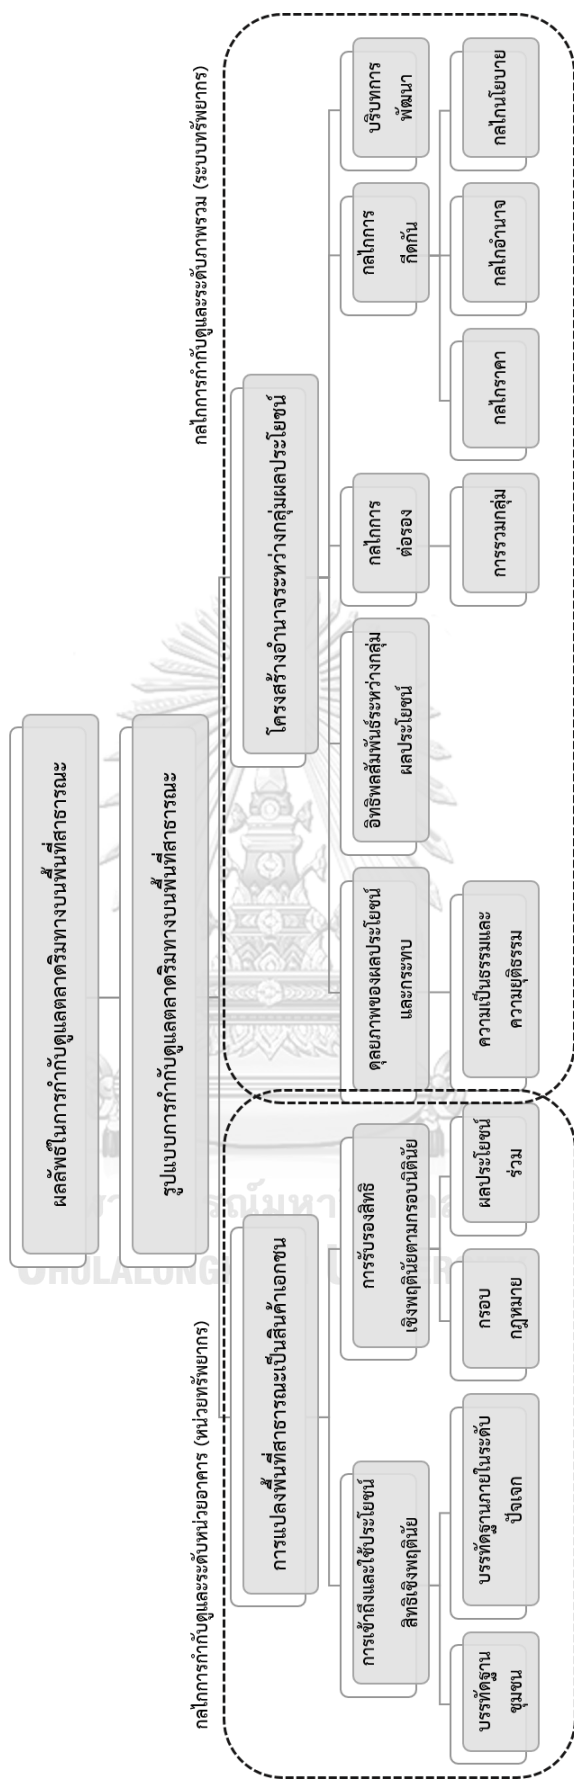 ผลลัพธ์ในการกำกับดูแลตลาดริมทางบนพื้นที่สาธารณะ
รูปแบบการกำกับดูแลตลาดริมทางบนพื้นที่สาธารณะ
กลไกการกำกับดูและระดับหน่วยอาคาร (หน่วยทรัพยากร)
กลไกการกำกับดูและระดับภาพรวม (ระบบทรัพยากร)
การแปลงพื้นที่สาธารณะเป็นสินค้าเอกชน
โครงสร้างอำนาจระหว่างกลุ่มผลประโยชน์
การเข้าถึงและใช้ประโยชน์
สิทธิเชิงพฤตินัย
การรับรองสิทธิ
เชิงพฤตินัยตามกรอบนิตินัย
ดุลยภาพของผลประโยชน์
และกระทบ
อิทธิพลสัมพันธ์ระหว่างกลุ่ม
ผลประโยชน์
กลไกการ
ต่อรอง
กลไกการ
กีดกัน
บริบทการ
พัฒนา
บรรทัดฐาน
ชุมชน
บรรทัดฐานภายในระดับ
ปัจเจก
กรอบ
กฎหมาย
ผลประโยชน์
ร่วม
ความเป็นธรรมและ
ความยุติธรรม
การรวมกลุ่ม
กลไกราคา
กลไกอำนาจ
กลไกนโยบาย